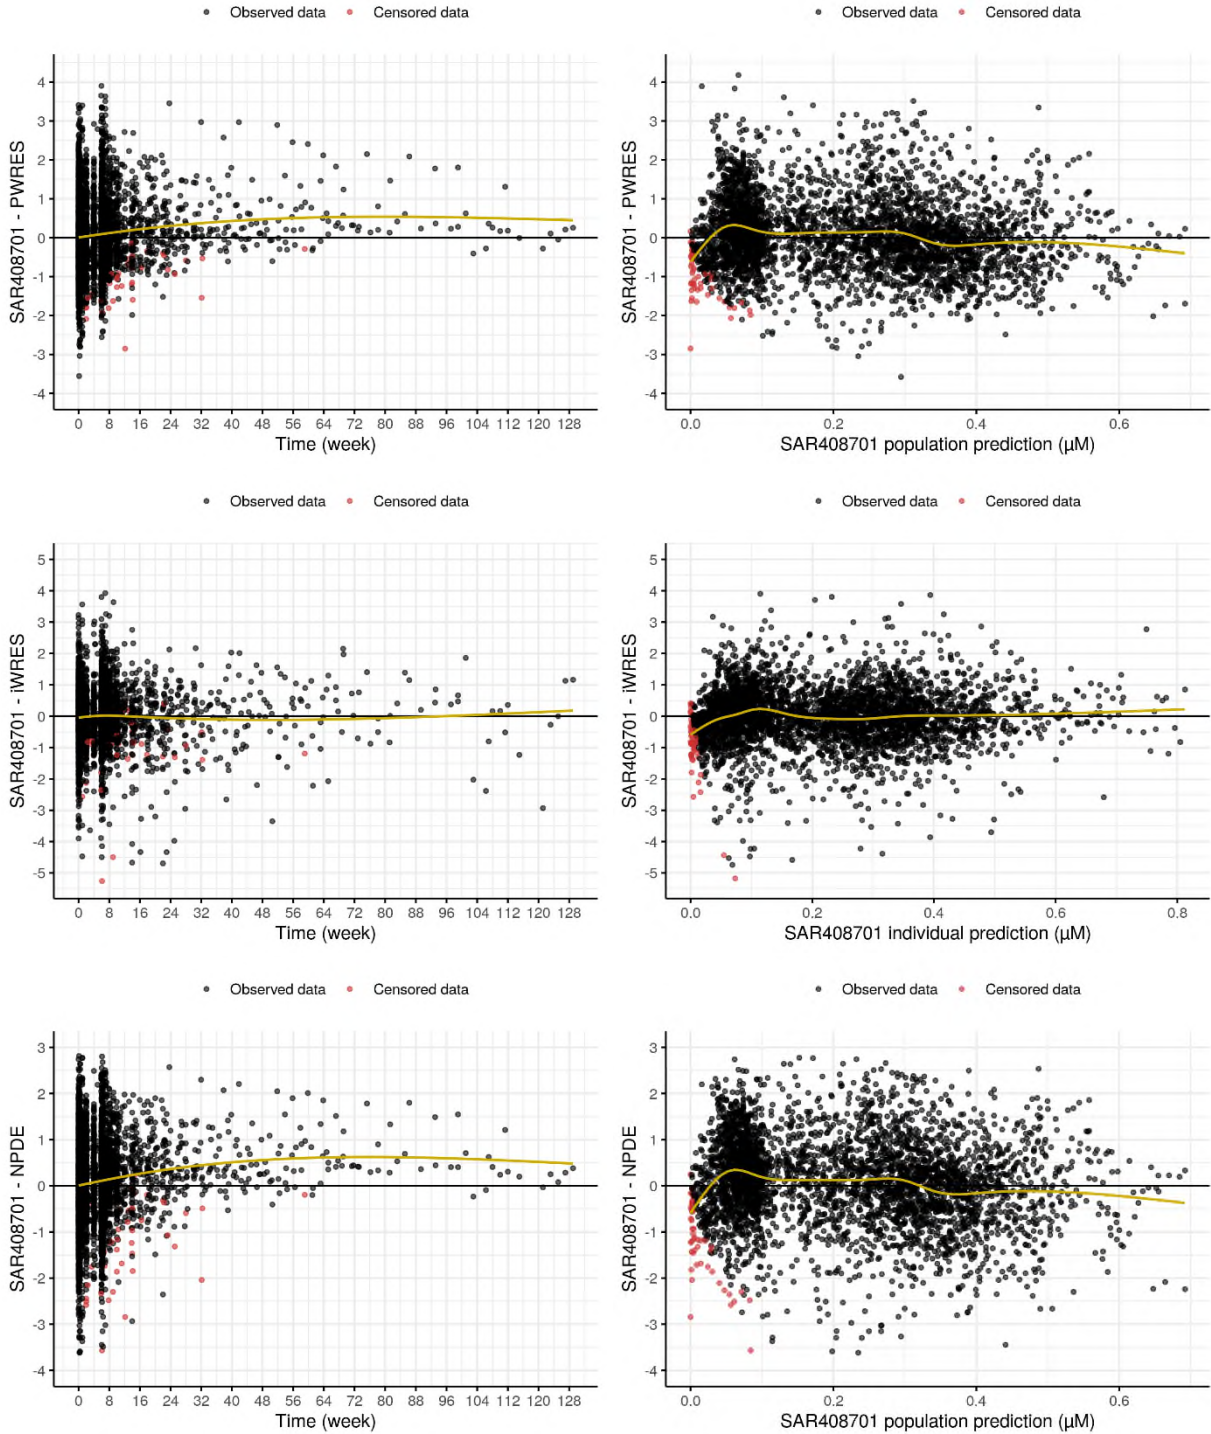 Observed data Censored data
SAR408701 - PWRES
4
3
2
1
0
-1
-2
-3
-4
0 8 16 24 32 40 48 56 64 72 80 88 96 104 112 120 128
Time (week)
Observed data Censored data
SAR408701 - PWRES
4
3
2
1
0
-1
-2
-3
-4
0.0 0.2 0.4 0.6
SAR408701 population prediction (µM)
Observed data Censored data
SAR408701 - iWRES
5
4
3
2
1
0
-1
-2
-3
-4
-5
0 8 16 24 32 40 48 56 64 72 80 88 96 104 112 120 128
Time (week)
Observed data Censored data
SAR408701 - iWRES
5
4
3
2
1
0
-1
-2
-3
-4
-5
0.0 0.2 0.4 0.6 0.8
SAR408701 individual prediction (µM)
Observed data Censored data
SAR408701 - NPDE
3
2
1
0
-1
-2
-3
-4
0 8 16 24 32 40 48 56 64 72 80 88 96 104 112 120 128
Time (week)
Observed data Censored data
SAR408701 - NPDE
3
2
1
0
-1
-2
-3
-4
0.0 0.2 0.4 0.6
SAR408701 population prediction (µM)